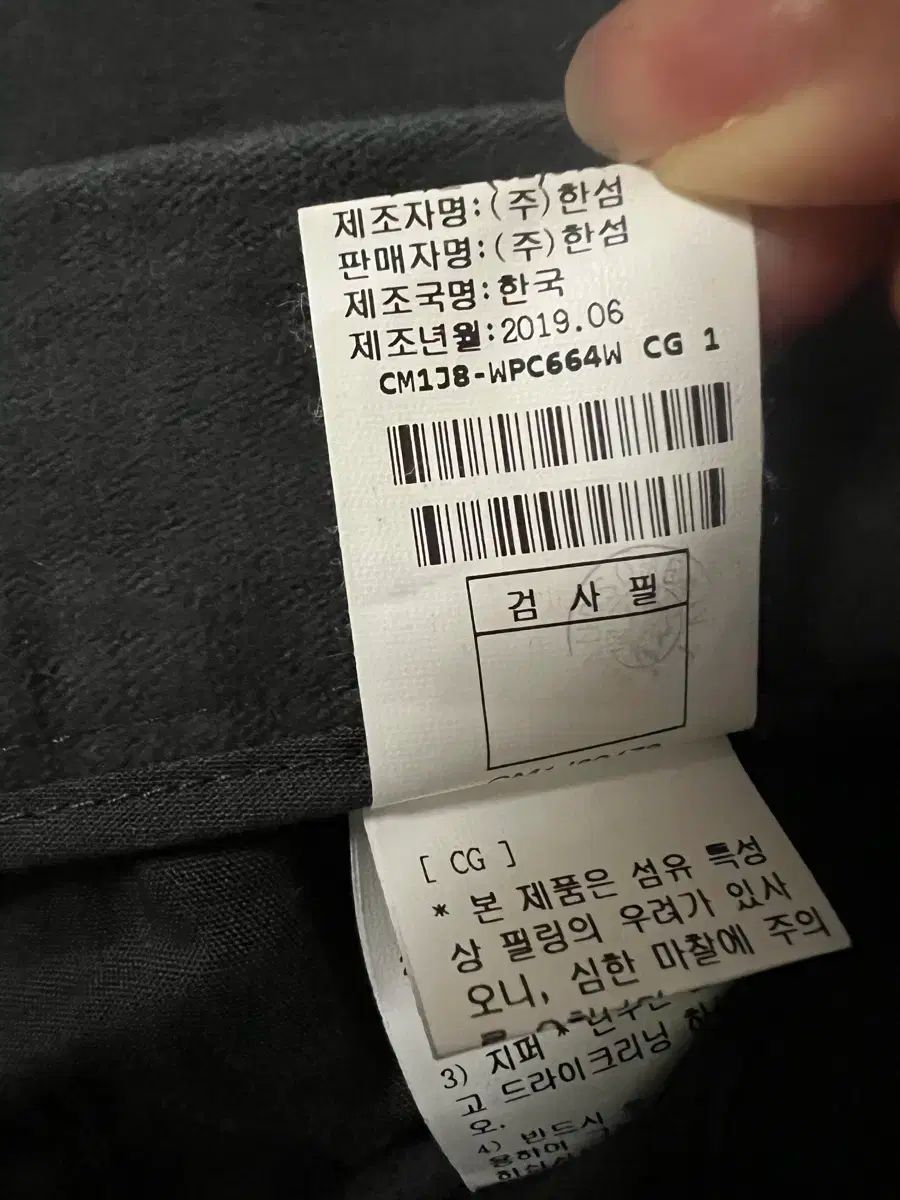 제조자명:(주)한섬
판매자명:(주)한섬
제조국명:한국
제조년월:2019.06
CM1J8-WPC664W CG 1
검 사 필
[ CG ]
* 본 제품은 섬유 특성
상 필링의 우려가 있사
오니, 심한 마찰에 주의
3) 지퍼
고 드라이크리닝
오.
4) 반드시